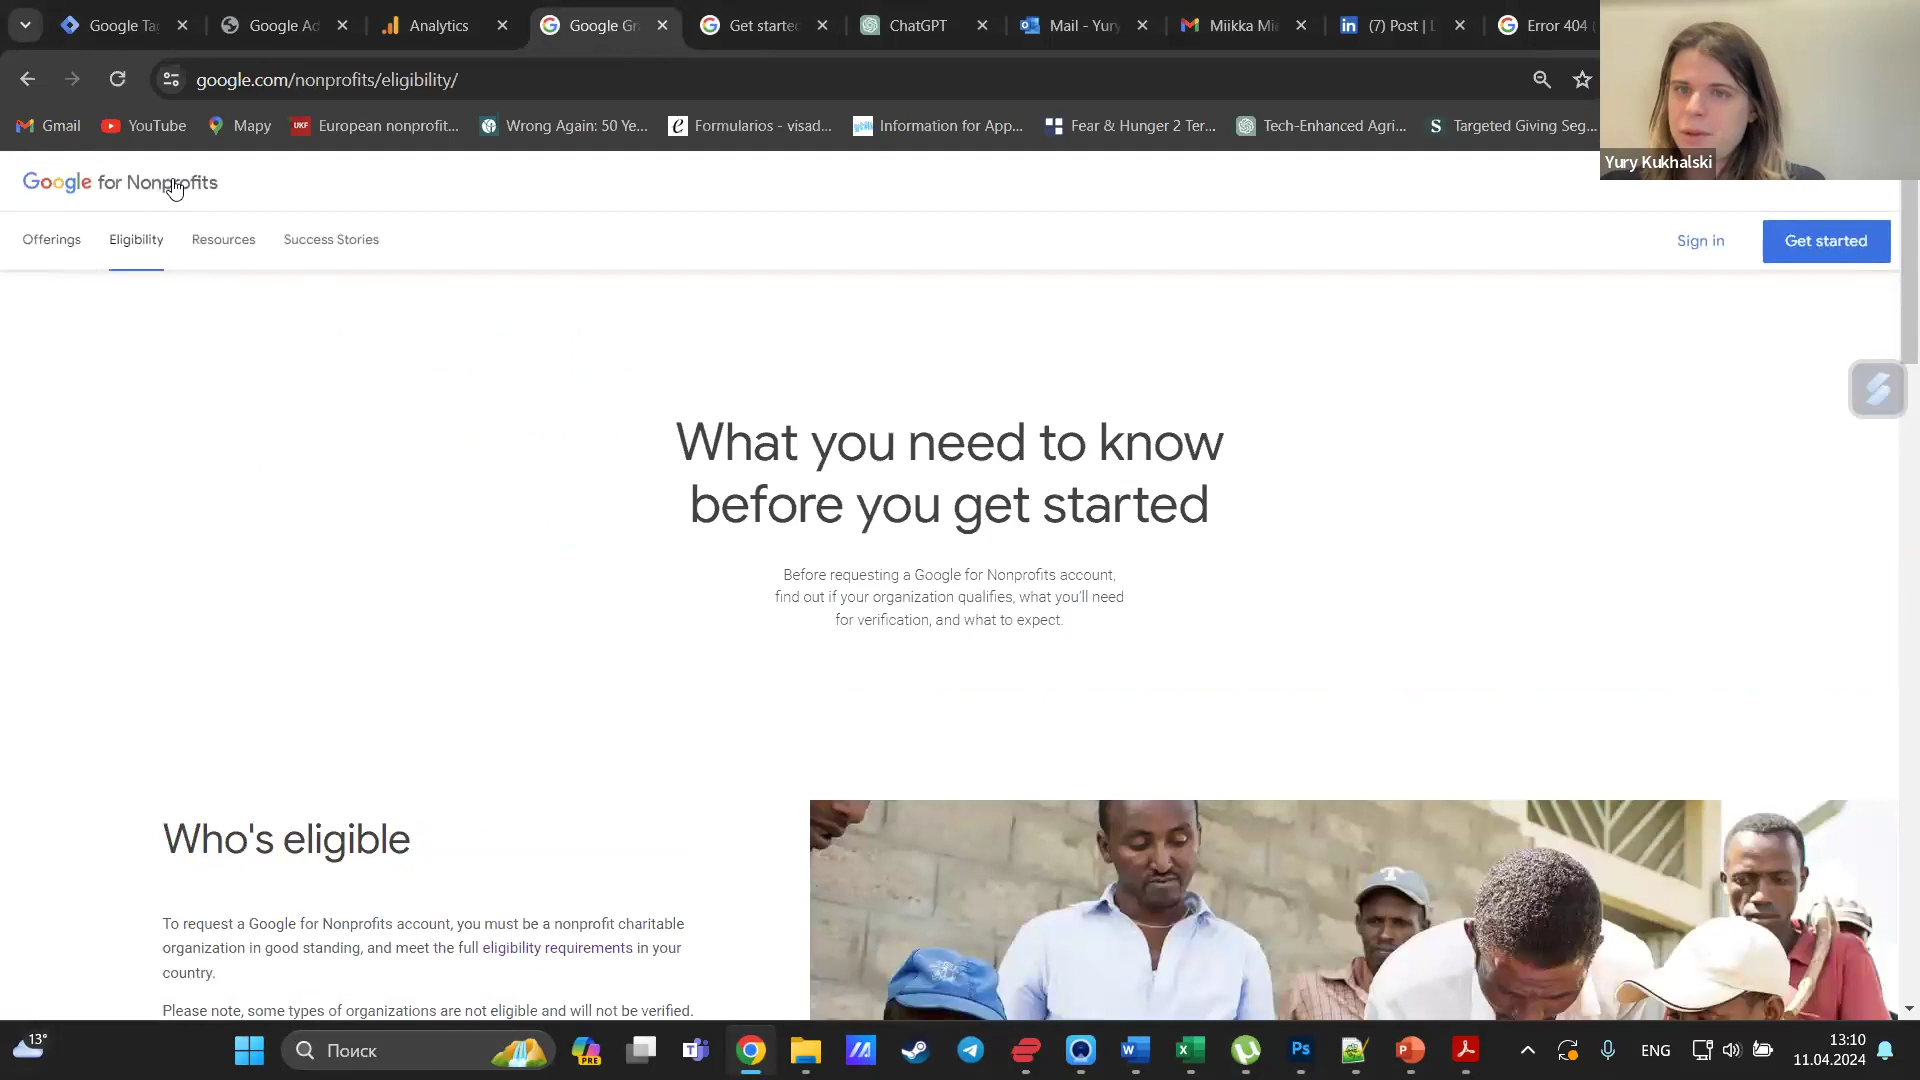 Google Ta
Google Ad
Analytics
Google Gr
Get starte
ChatGPT
Mail - Yury
Miikka Mie
(7) Post | L
Error 404
google.com/nonprofits/eligibility/
Gmail
YouTube
Mapy
European nonprofit...
Wrong Again: 50 Ye...
Formularios - visad...
Information for App...
Fear & Hunger 2 Ter...
Tech-Enhanced Agri...
Targeted Giving Seg...
Yury Kukhalski
Google for Nonprofits
Offerings
Eligibility
Resources
Success Stories
Sign in
Get started
What you need to know
before you get started
Before requesting a Google for Nonprofits account,
find out if your organization qualifies, what you'll need
for verification, and what to expect.
Who's eligible
To request a Google for Nonprofits account, you must be a nonprofit charitable
organization in good standing, and meet the full eligibility requirements in your
country.
Please note, some types of organizations are not eligible and will not be verified.
13°
Поиск
PRE
ENG
13:10
11.04.2024